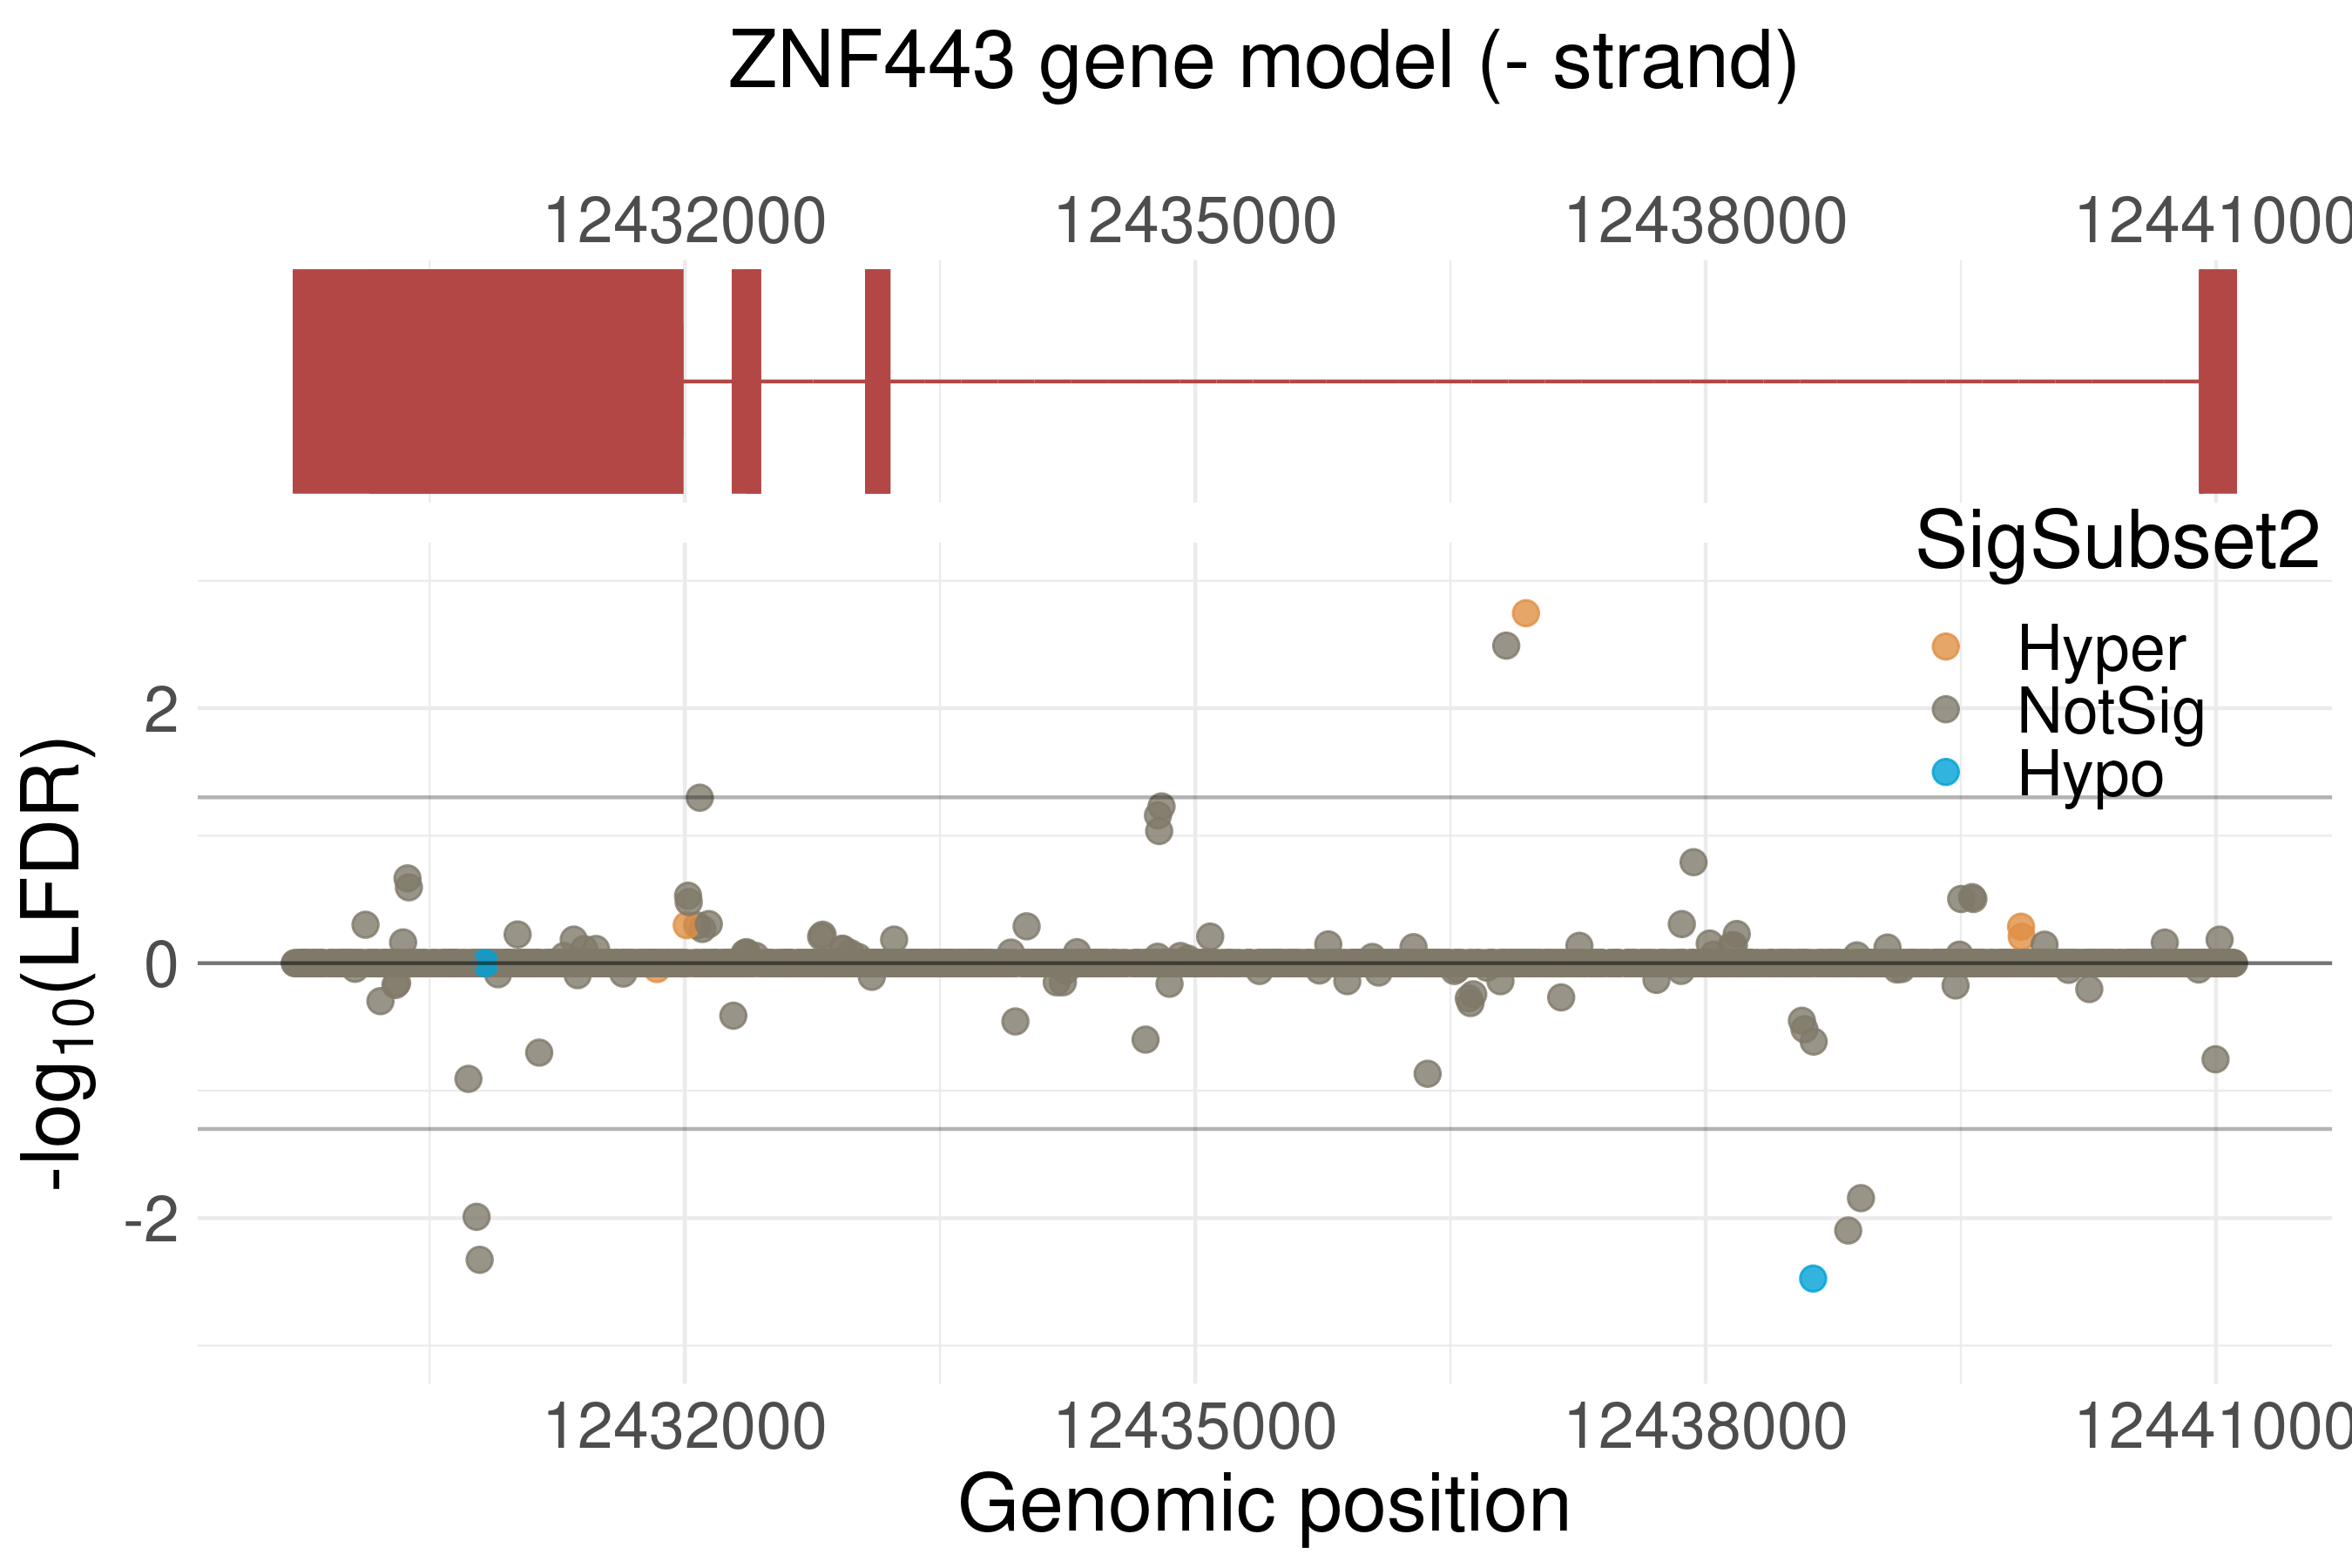 ZNF443 gene model (- strand)
12432000 12435000 12438000 12441000
SigSubset2
Hyper
NotSig
Hypo
-log10(LFDR)
2
0
-2
12432000 12435000 12438000 12441000
Genomic position